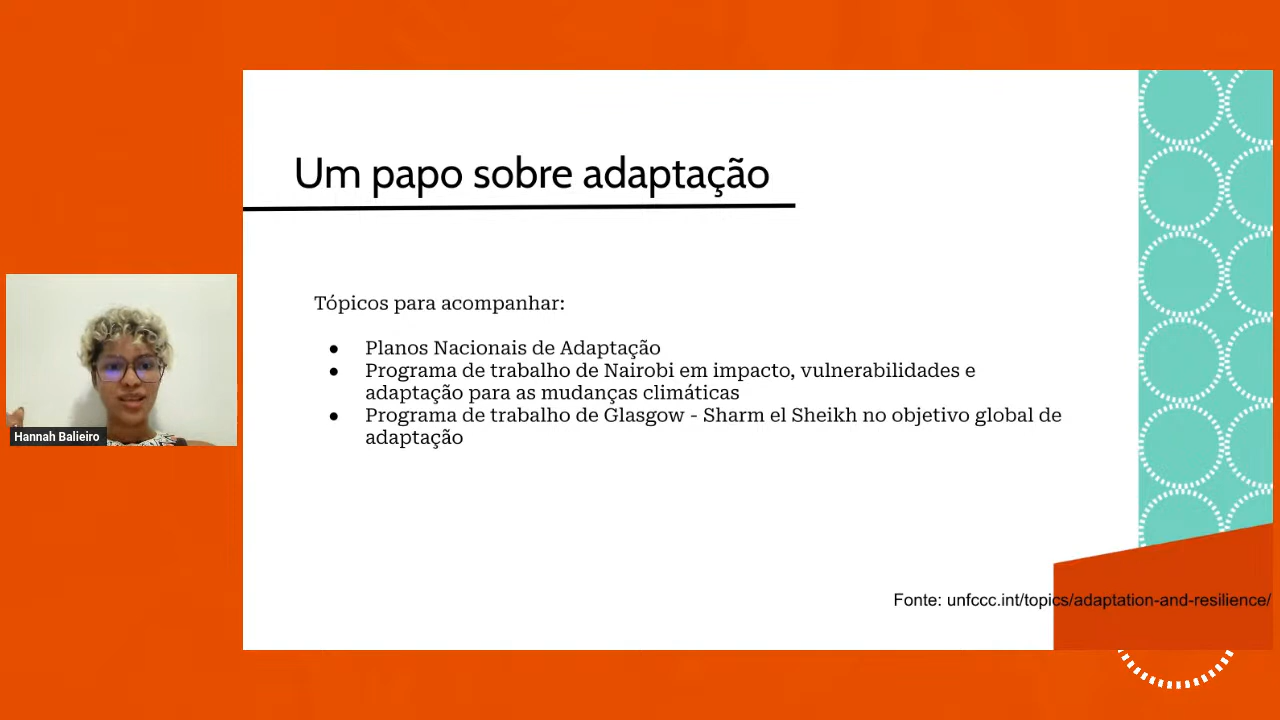 Um papo sobre adaptação
Tópicos para acompanhar:
● Planos Nacionais de Adaptação
● Programa de trabalho de Nairobi em impacto, vulnerabilidades e
adaptação para as mudanças climáticas
● Programa de trabalho de Glasgow - Sharm el Sheikh no objetivo global de
adaptação
Hannah Balieiro
Fonte: unfccc.int/topics/adaptation-and-resilience/